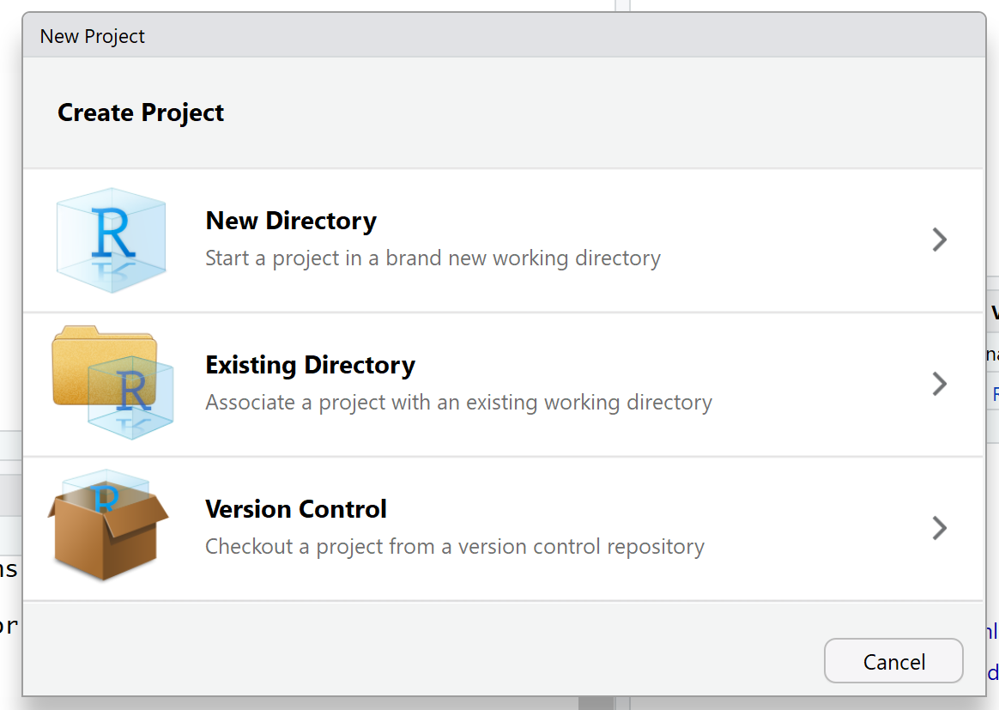 New Project
Create Project
R
New Directory
Start a project in a brand new working directory
R
Existing Directory
Associate a project with an existing working directory
R
Version Control
Checkout a project from a version control repository
Cancel